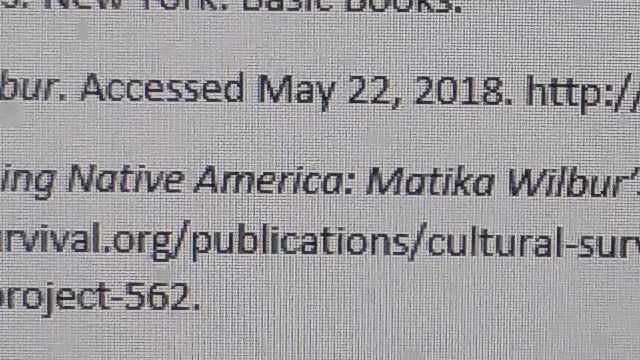 New York: Basic Books.
bur. Accessed May 22, 2018. http://
ing Native America: Matika Wilbur'
rvival.org/publications/cultural-sur
roject-562.